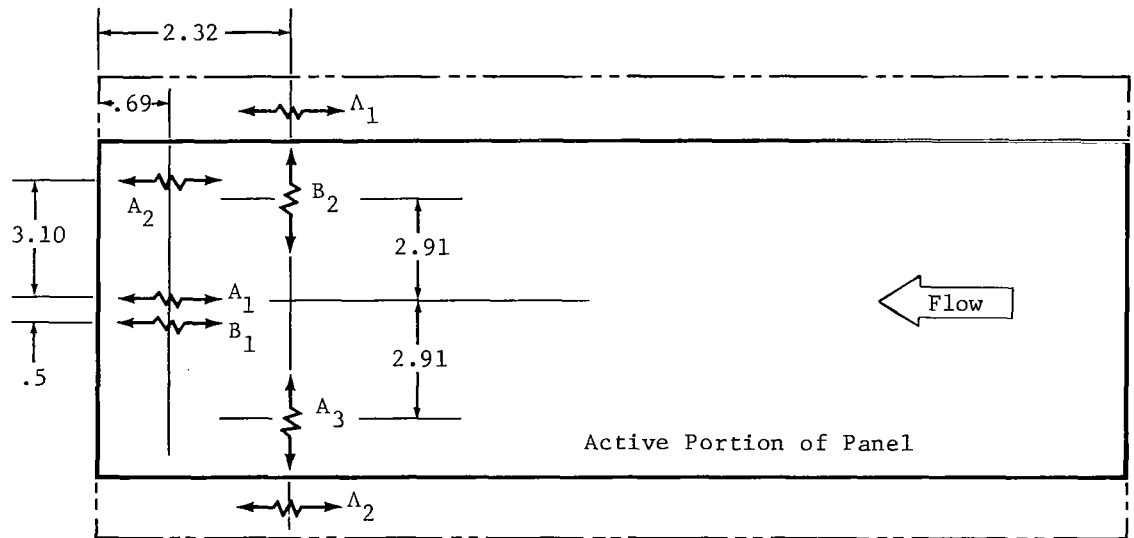 2.32
.69
Λ₁
A₂
B₂
3.10
2.91
A₁
Flow
B₁
2.91
.5
A₃
Active Portion of Panel
Λ₂